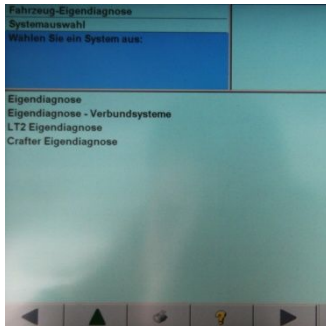 Fahrzeug-Eigendiagnose
Systemauswahl
Wählen Sie ein System aus:
Eigendiagnose
Eigendiagnose - Verbundsysteme
LT2 Eigendiagnose
Crafter Eigendiagnose
?